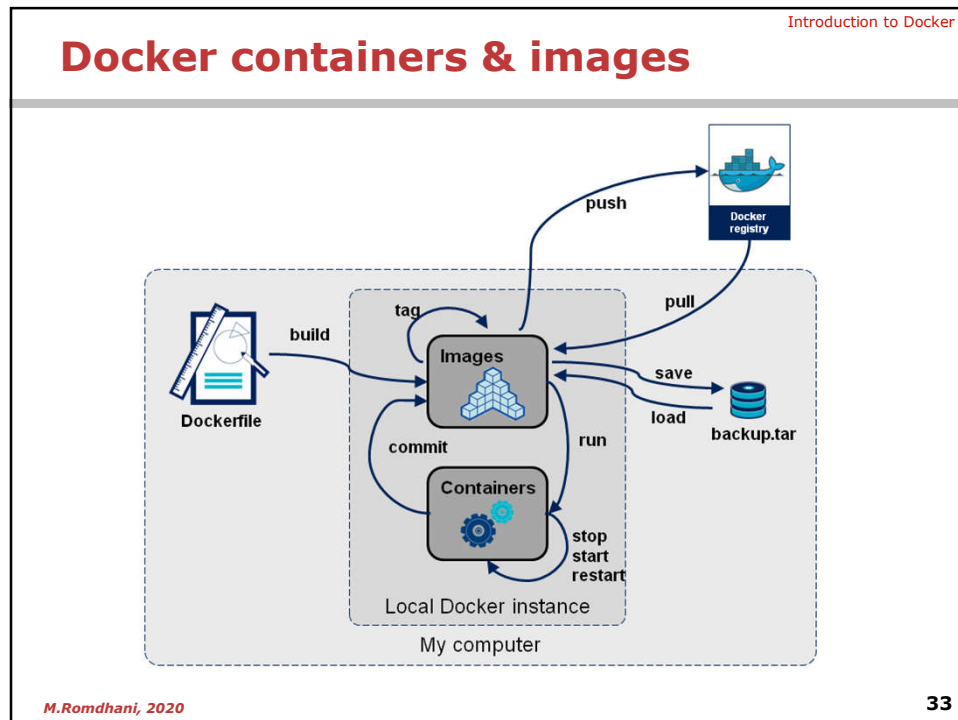 Introduction to Docker
Docker containers & images
Docker
registry
push
pull
tag
build
Images
save
load
backup.tar
Dockerfile
commit
run
Containers
stop
start
restart
Local Docker instance
My computer
M.Romdhani, 2020
33